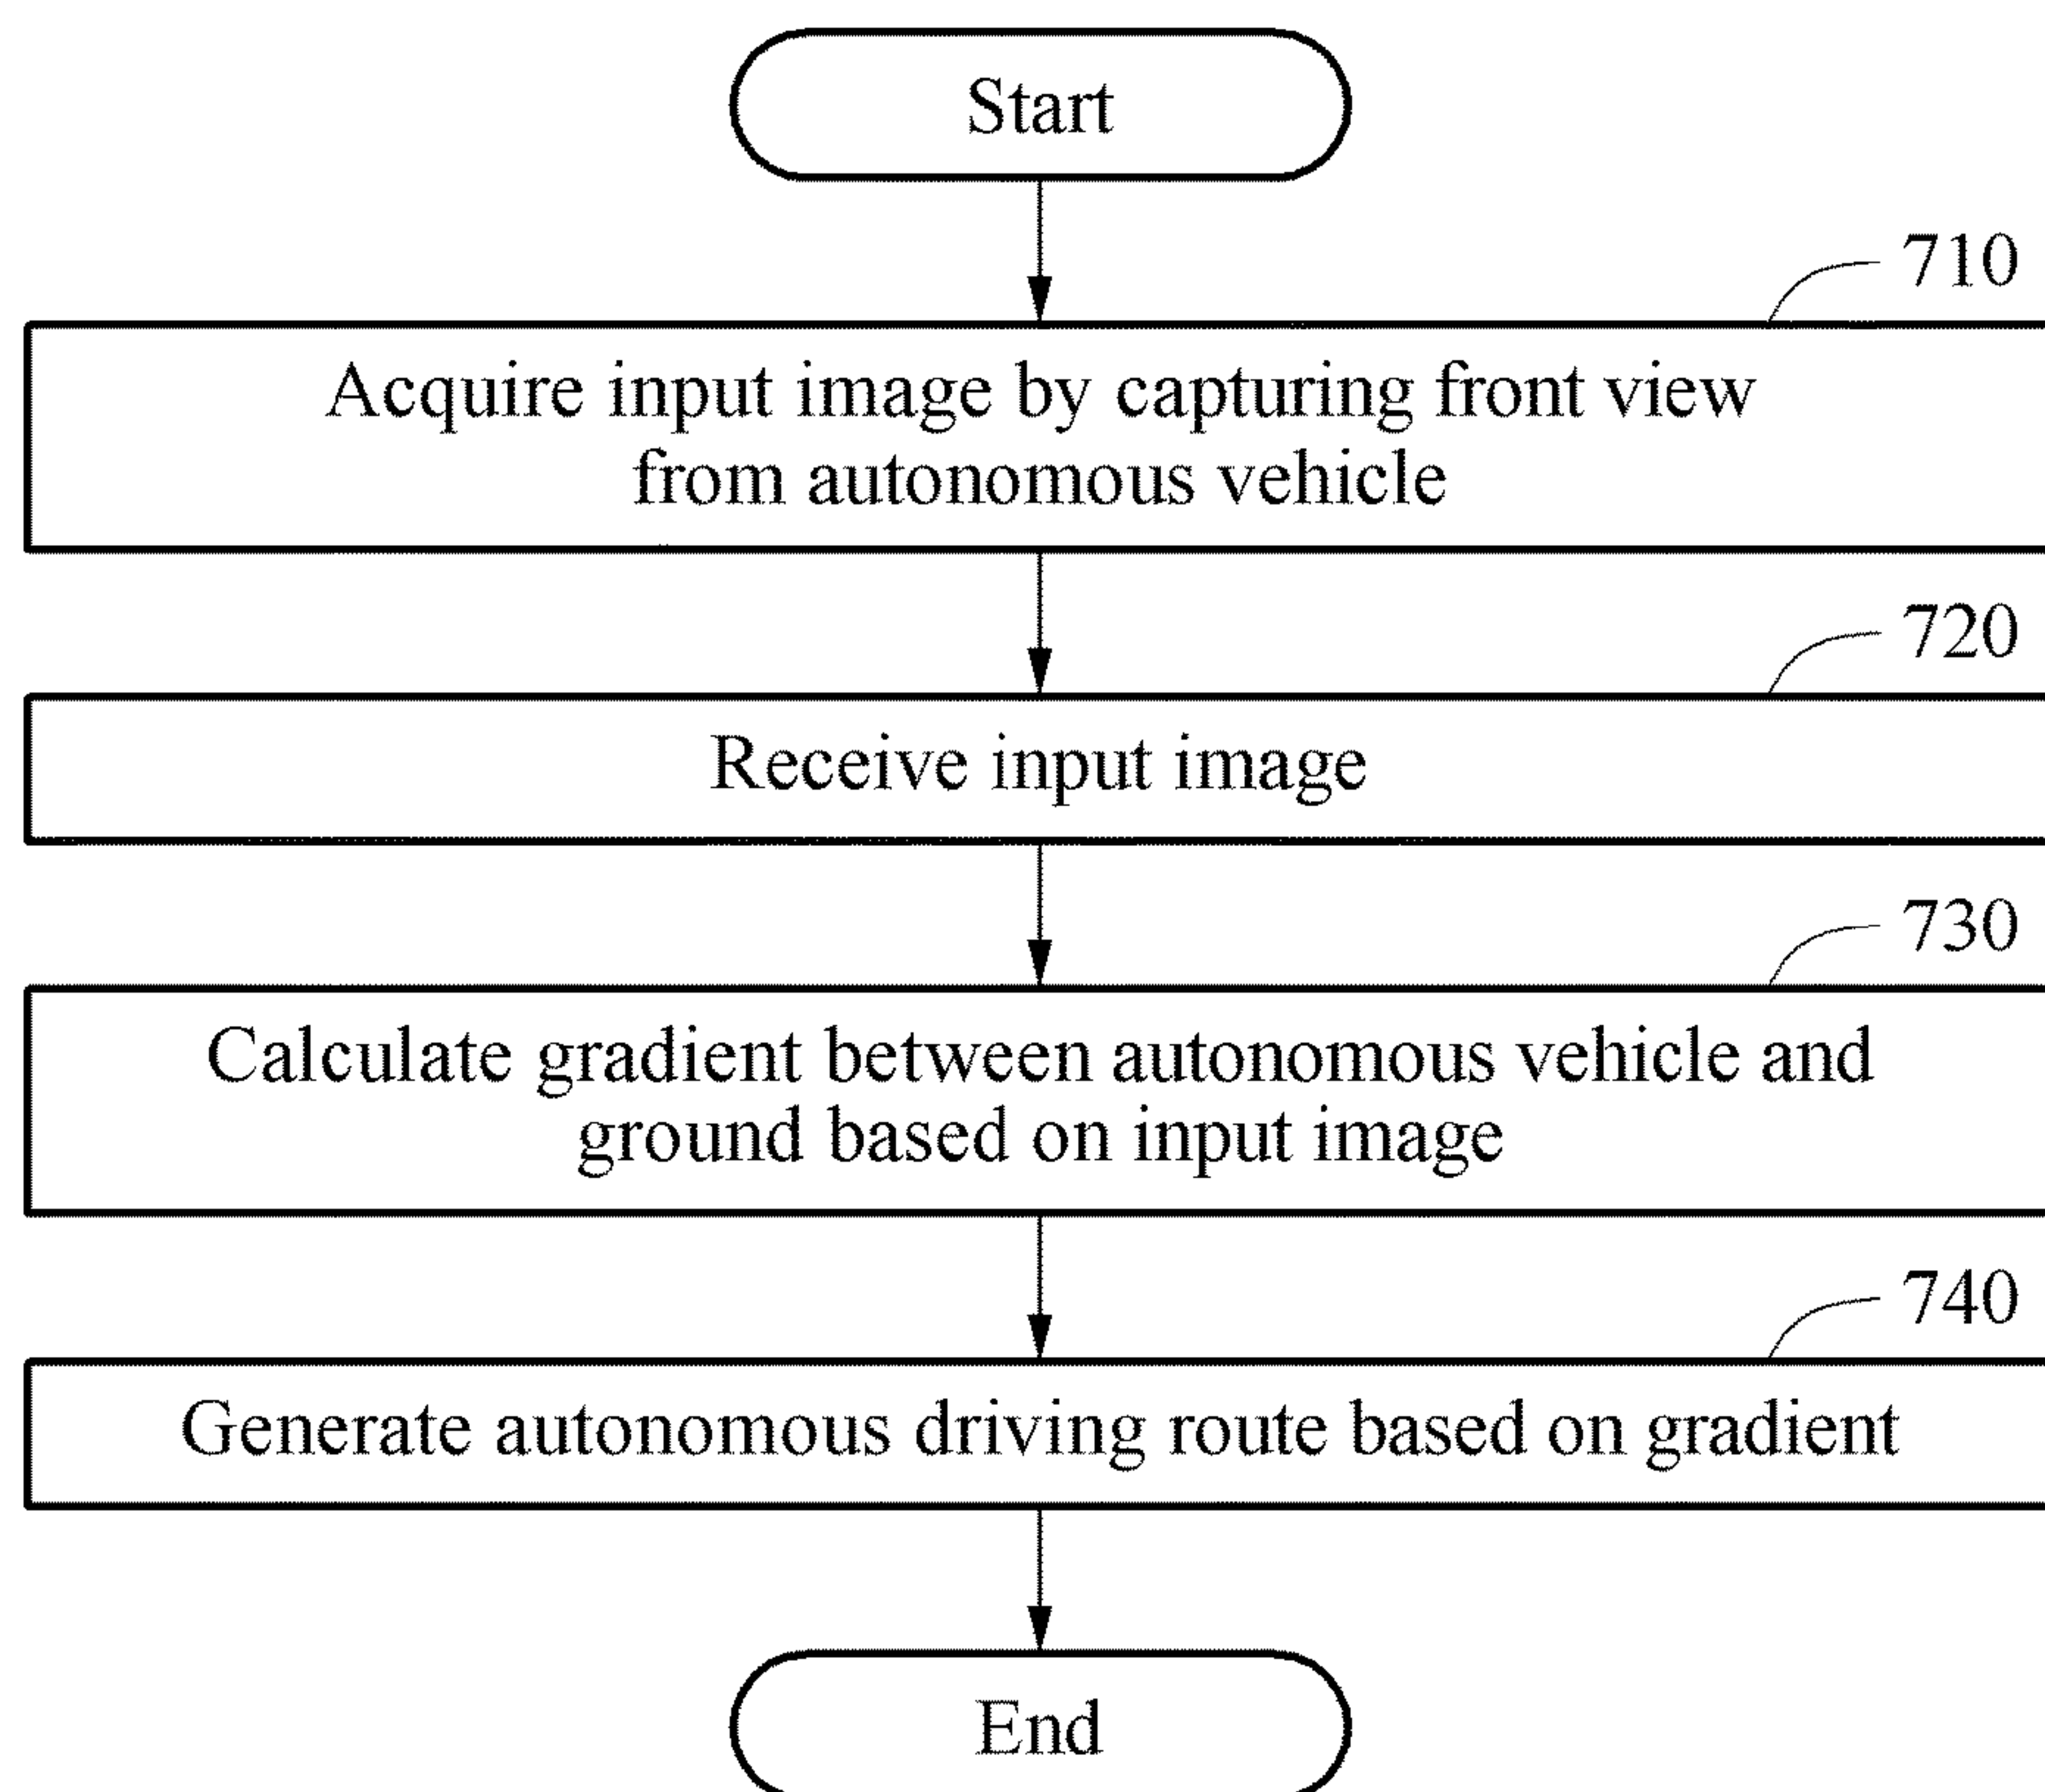 Start
710
Acquire input image by capturing front view
from autonomous vehicle
720
Receive input image
730
Calculate gradient between autonomous vehicle and
ground based on input image
740
Generate autonomous driving route based on gradient
End